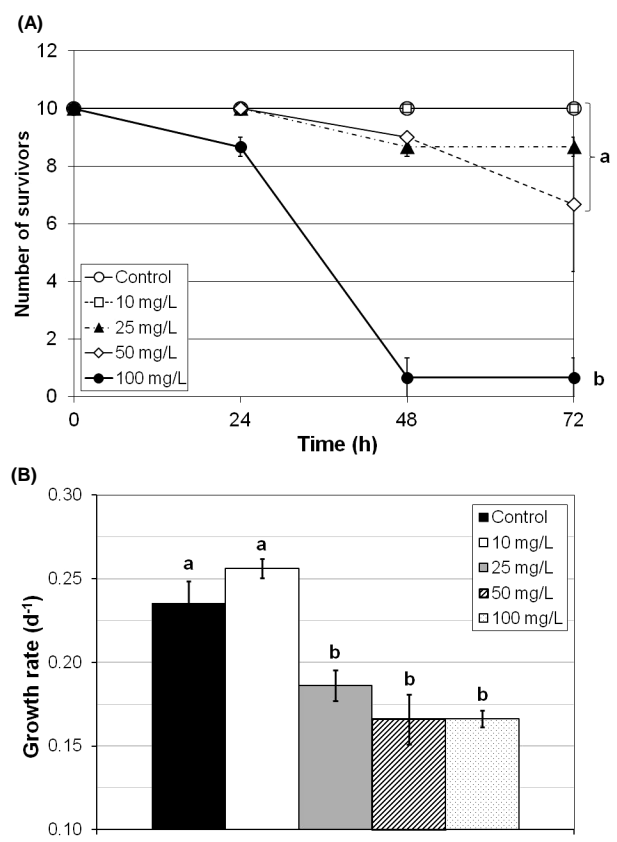 (A)
12
10
8
6
4
2
0
Number of survivors
Control
10 mg/L
25 mg/L
50 mg/L
100 mg/L
a
b
0 24 48 72
Time (h)
(B)
0.30
0.25
0.20
0.15
0.10
Growth rate (d-1)
a
a
b
b
b
Control
10 mg/L
25 mg/L
50 mg/L
100 mg/L